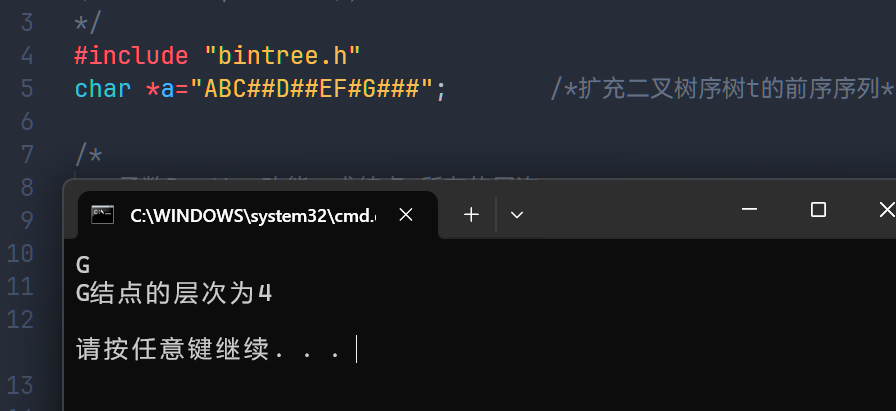 3 */
4 #include "bintree.h"
5 char *a="ABC##D##EF#G###"; /*扩充二叉树序树t的前序序列*
6
7 /*
8
9
10
11
12
13
C:\WINDOWS\system32\cmd.
G
G结点的层次为4
请按任意键继续. . .